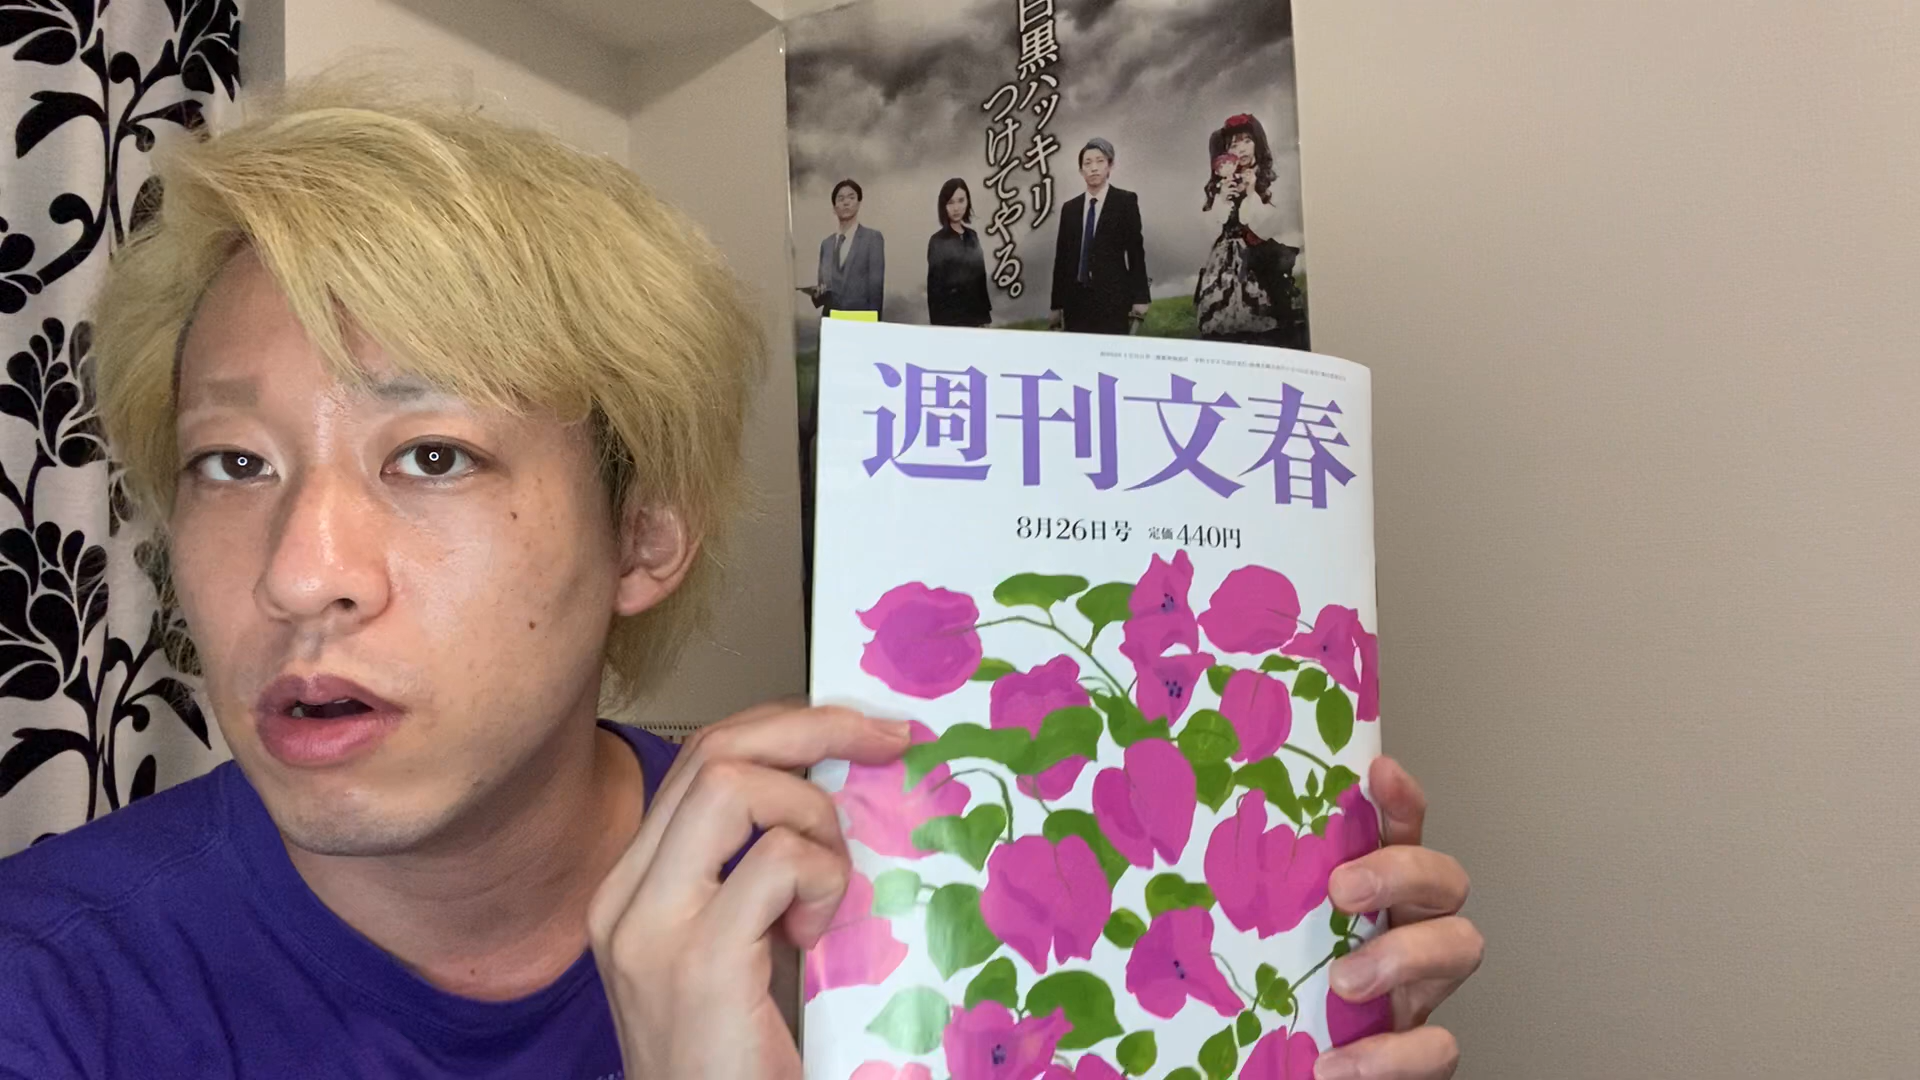 白黒ハッキリ
つけてやる。
週刊文春
8月26日号 定価440円